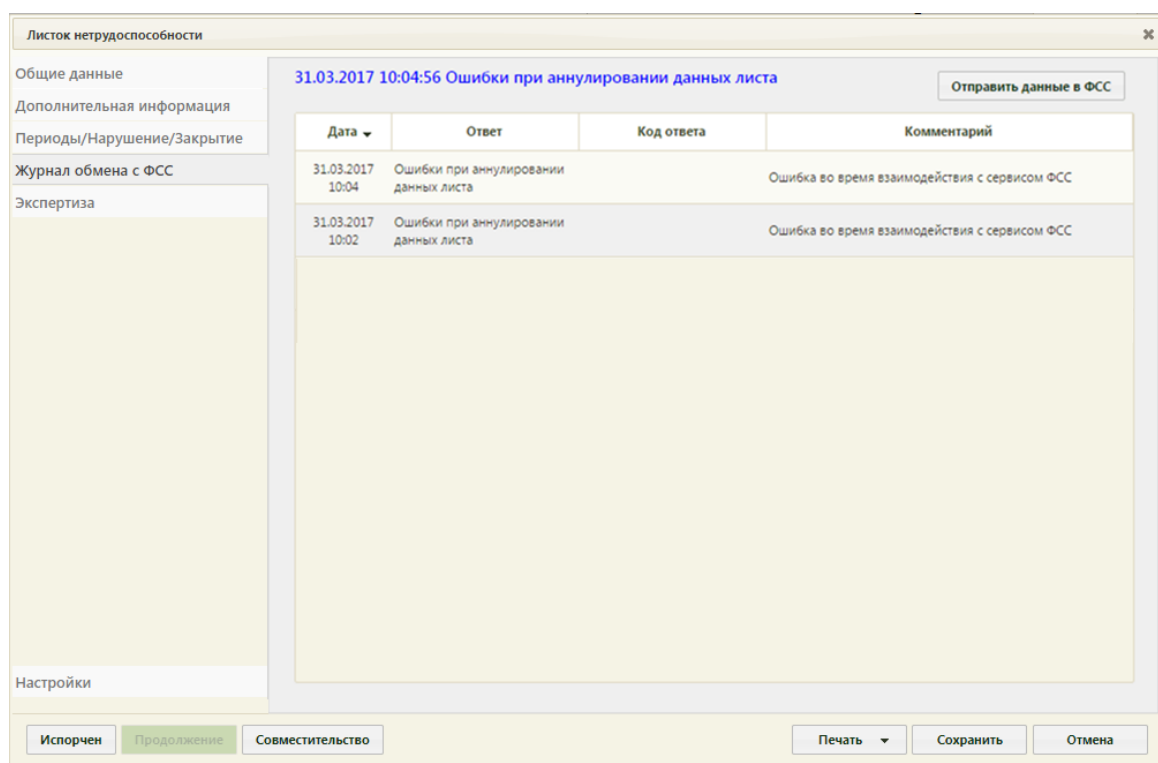 Листок нетрудоспособности
Общие данные
Дополнительная информация
Периоды/Нарушение/Закрытие
Журнал обмена с ФСС
Экспертиза
Настройки
31.03.2017 10:04:56 Ошибки при аннулировании данных листа
Отправить данные в ФСС
Дата Ответ Код ответа Комментарий
31.03.2017 Ошибки при аннулировании
10:04 данных листа Ошибка во время взаимодействия с сервисом ФСС
31.03.2017 Ошибки при аннулировании
10:02 данных листа Ошибка во время взаимодействия с сервисом ФСС
Испорчен Продолжение Совместительство Печать Сохранить Отмена